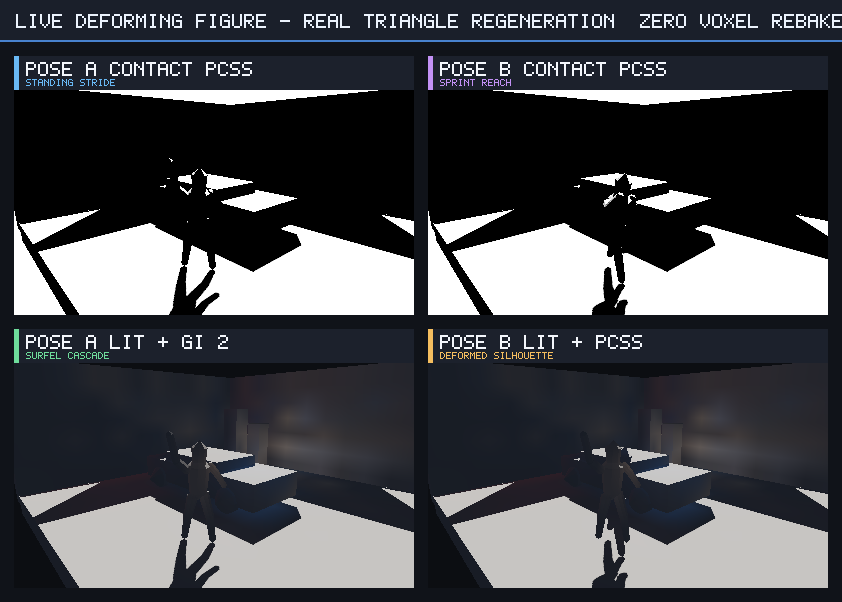 LIVE DEFORMING FIGURE — REAL TRIANGLE REGENERATION ZERO VOXEL REBAKE
POSE A CONTACT PCSS
STANDING STRIDE
POSE B CONTACT PCSS
SPRINT REACH
POSE A LIT + GI 2
SURFEL CASCADE
POSE B LIT + PCSS
DEFORMED SILHOUETTE